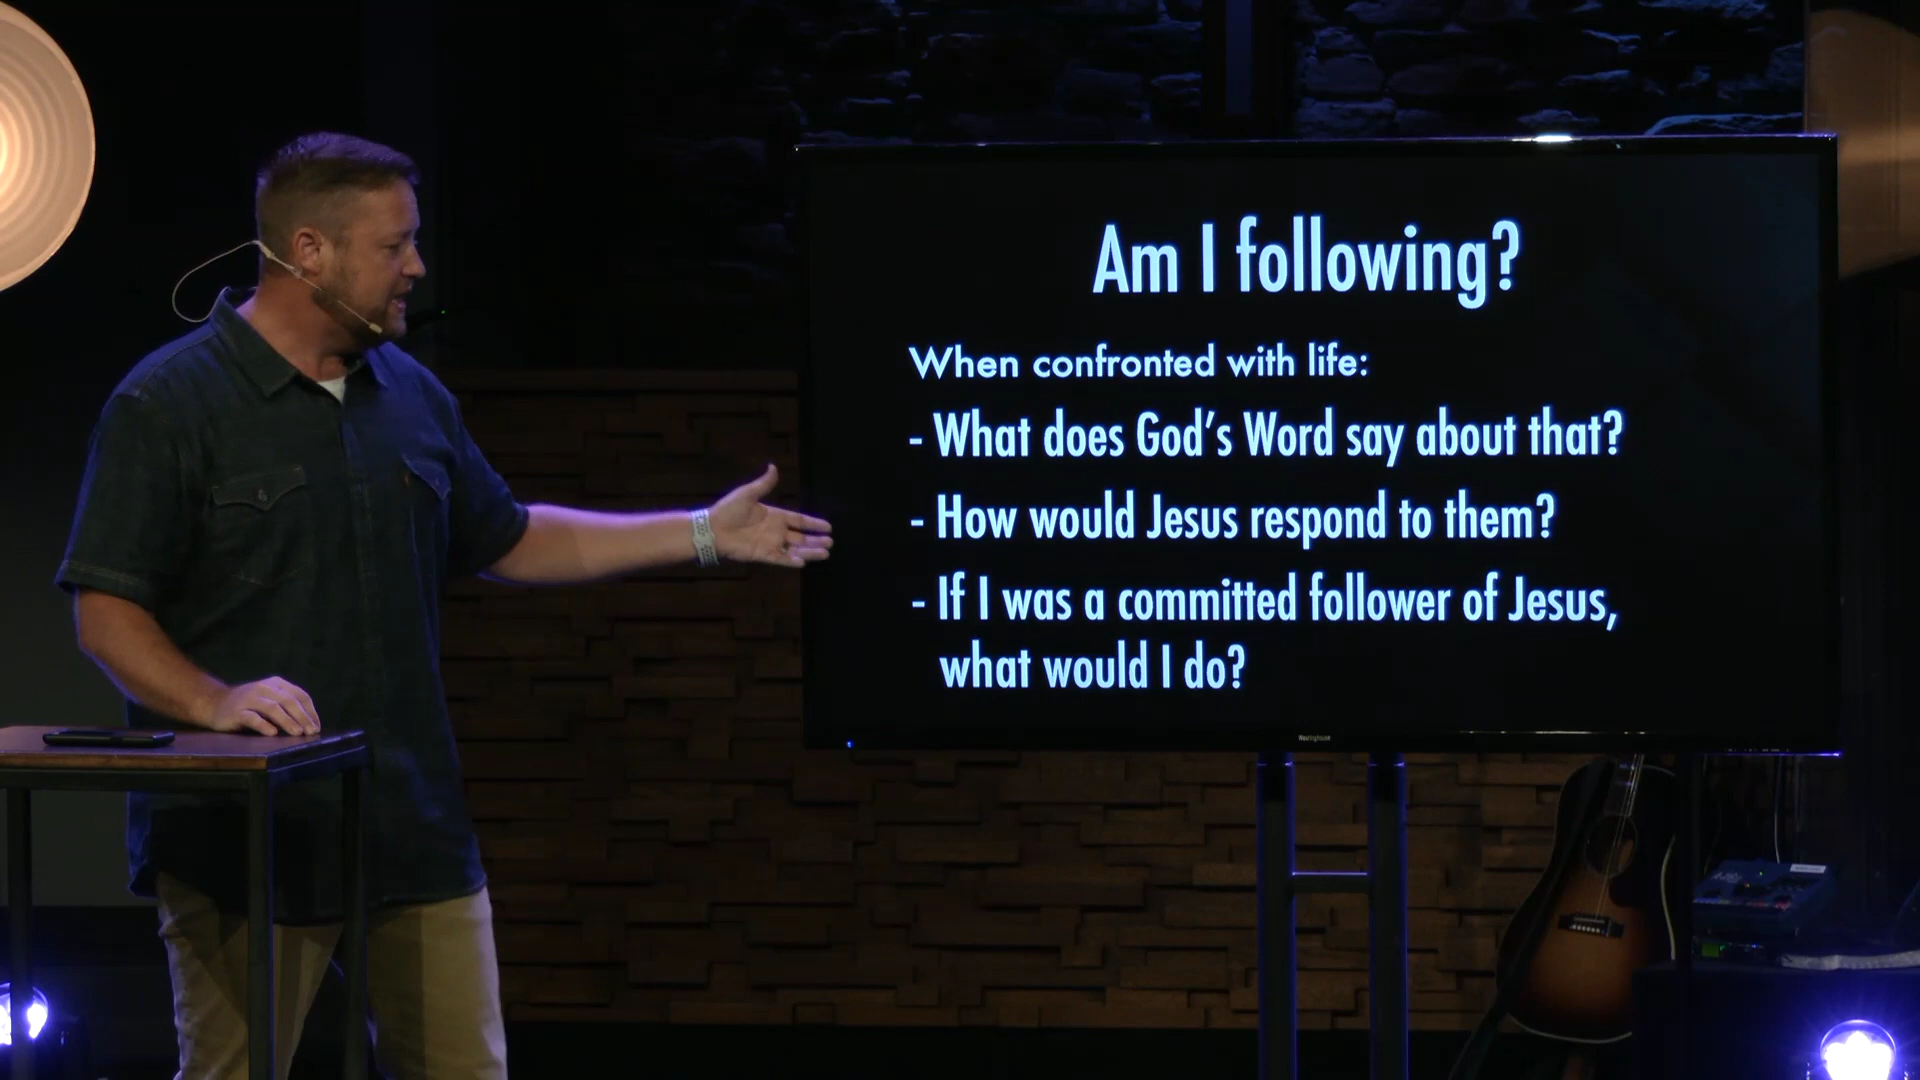 Am I following?
When confronted with life:
- What does God's Word say about that?
- How would Jesus respond to them?
- If I was a committed follower of Jesus,
what would I do?
Westinghouse